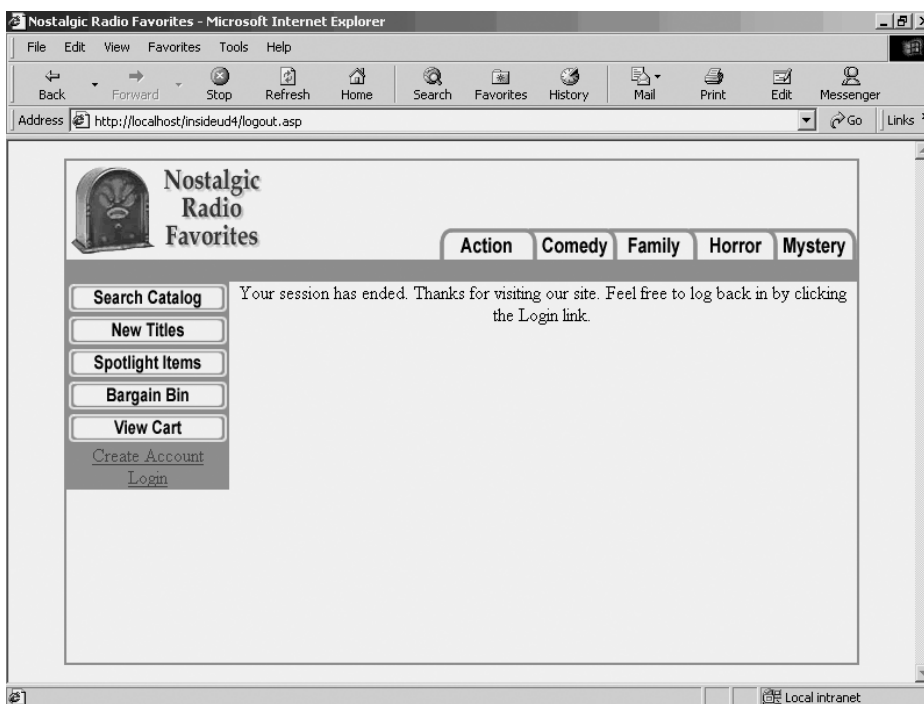 Nostalgic Radio Favorites - Microsoft Internet Explorer
File Edit View Favorites Tools Help
Back Forward Stop Refresh Home Search Favorites History Mail Print Edit Messenger
Address http://localhost/insideud4/logout.asp Go Links
Nostalgic
Radio
Favorites
Action Comedy Family Horror Mystery
Search Catalog
New Titles
Spotlight Items
Bargain Bin
View Cart
Create Account
Login
Your session has ended. Thanks for visiting our site. Feel free to log back in by clicking
the Login link.
Local intranet